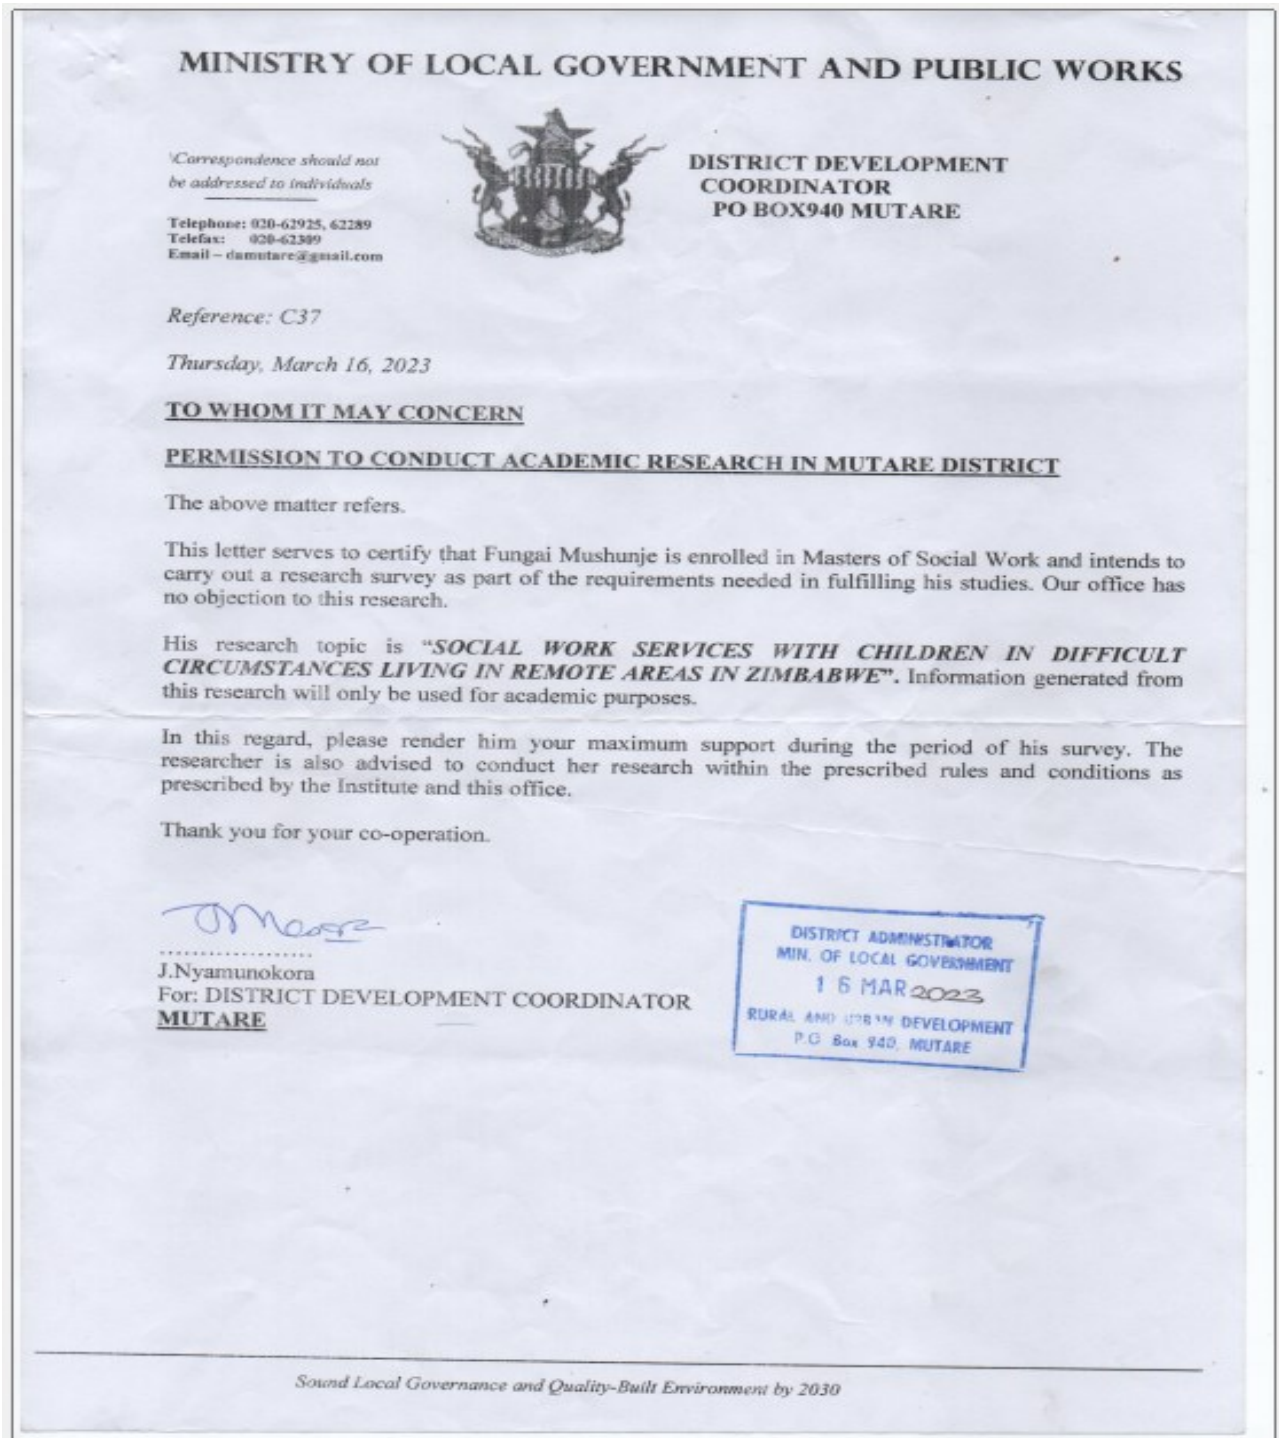 MINISTRY OF LOCAL GOVERNMENT AND PUBLIC WORKS
\Correspondence should not
be addressed to individuals
Telephone: 020-62925, 62289
Telefax: 020-62309
Email – damutare@gmail.com
DISTRICT DEVELOPMENT
COORDINATOR
PO BOX940 MUTARE
Reference: C37
Thursday, March 16, 2023
TO WHOM IT MAY CONCERN
PERMISSION TO CONDUCT ACADEMIC RESEARCH IN MUTARE DISTRICT
The above matter refers.
This letter serves to certify that Fungai Mushunje is enrolled in Masters of Social Work and intends to
carry out a research survey as part of the requirements needed in fulfilling his studies. Our office has
no objection to this research.
His research topic is “SOCIAL WORK SERVICES WITH CHILDREN IN DIFFICULT
CIRCUMSTANCES LIVING IN REMOTE AREAS IN ZIMBABWE”. Information generated from
this research will only be used for academic purposes.
In this regard, please render him your maximum support during the period of his survey. The
researcher is also advised to conduct her research within the prescribed rules and conditions as
prescribed by the Institute and this office.
Thank you for your co-operation.
...................
J.Nyamunokora
For: DISTRICT DEVELOPMENT COORDINATOR
MUTARE
DISTRICT ADMINISTRATOR
MIN. OF LOCAL GOVERNMENT
16 MAR 2023
RURAL AND URBAN DEVELOPMENT
P.O. Box 940, MUTARE
Sound Local Governance and Quality-Built Environment by 2030